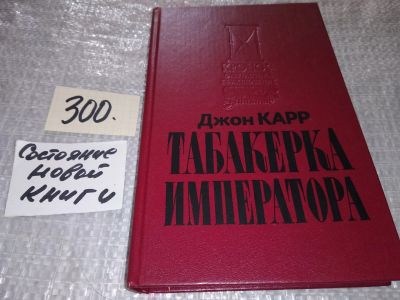 300.
Состояние
новой
книги
Джон КАРР
ТАБАКЕРКА
ИМПЕРАТОРА